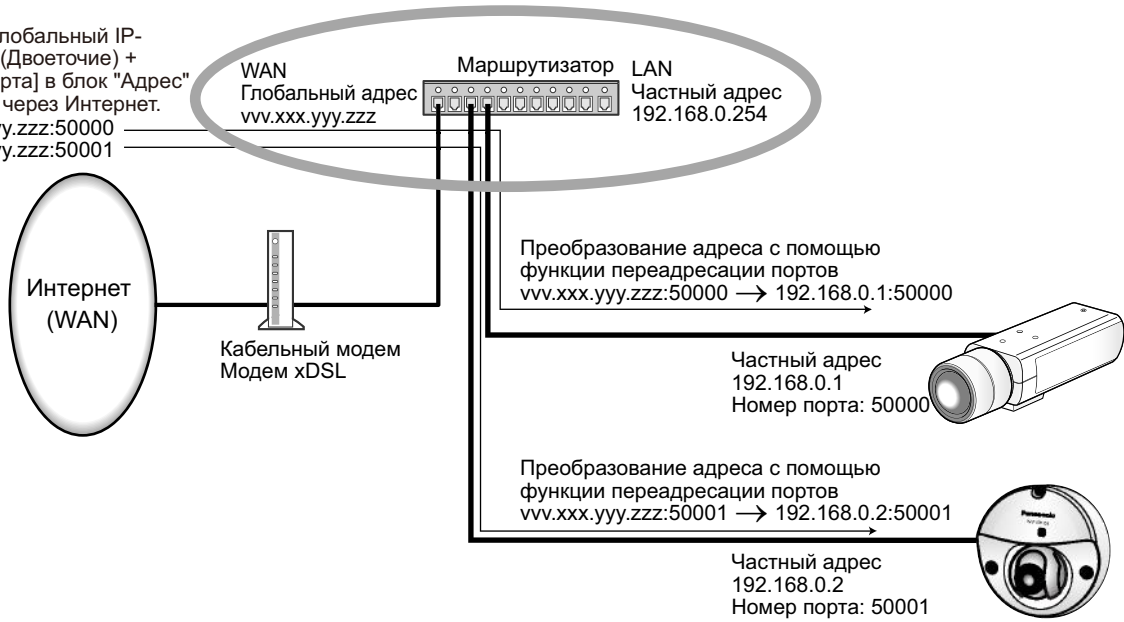 лобальный IP-
(Двоеточие) +
рта] в блок "Адрес"
через Интернет.
yy.zzz:50000
yy.zzz:50001
WAN
Глобальный адрес
vvv.xxx.yyy.zzz
Маршрутизатор
LAN
Частный адрес
192.168.0.254
Интернет
(WAN)
Кабельный модем
Модем xDSL
Преобразование адреса с помощью
функции переадресации портов
vvv.xxx.yyy.zzz:50000 → 192.168.0.1:50000
Частный адрес
192.168.0.1
Номер порта: 50000
Преобразование адреса с помощью
функции переадресации портов
vvv.xxx.yyy.zzz:50001 → 192.168.0.2:50001
Panasonic
Частный адрес
192.168.0.2
Номер порта: 50001